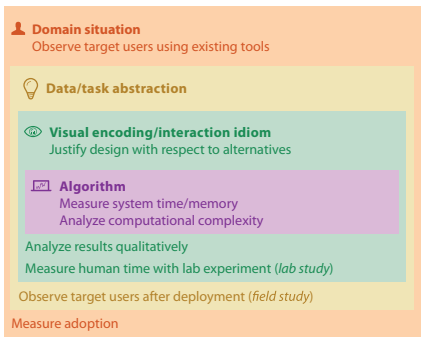 Domain situation
Observe target users using existing tools
Data/task abstraction
Visual encoding/interaction idiom
Justify design with respect to alternatives
Algorithm
Measure system time/memory
Analyze computational complexity
Analyze results qualitatively
Measure human time with lab experiment (lab study)
Observe target users after deployment (field study)
Measure adoption